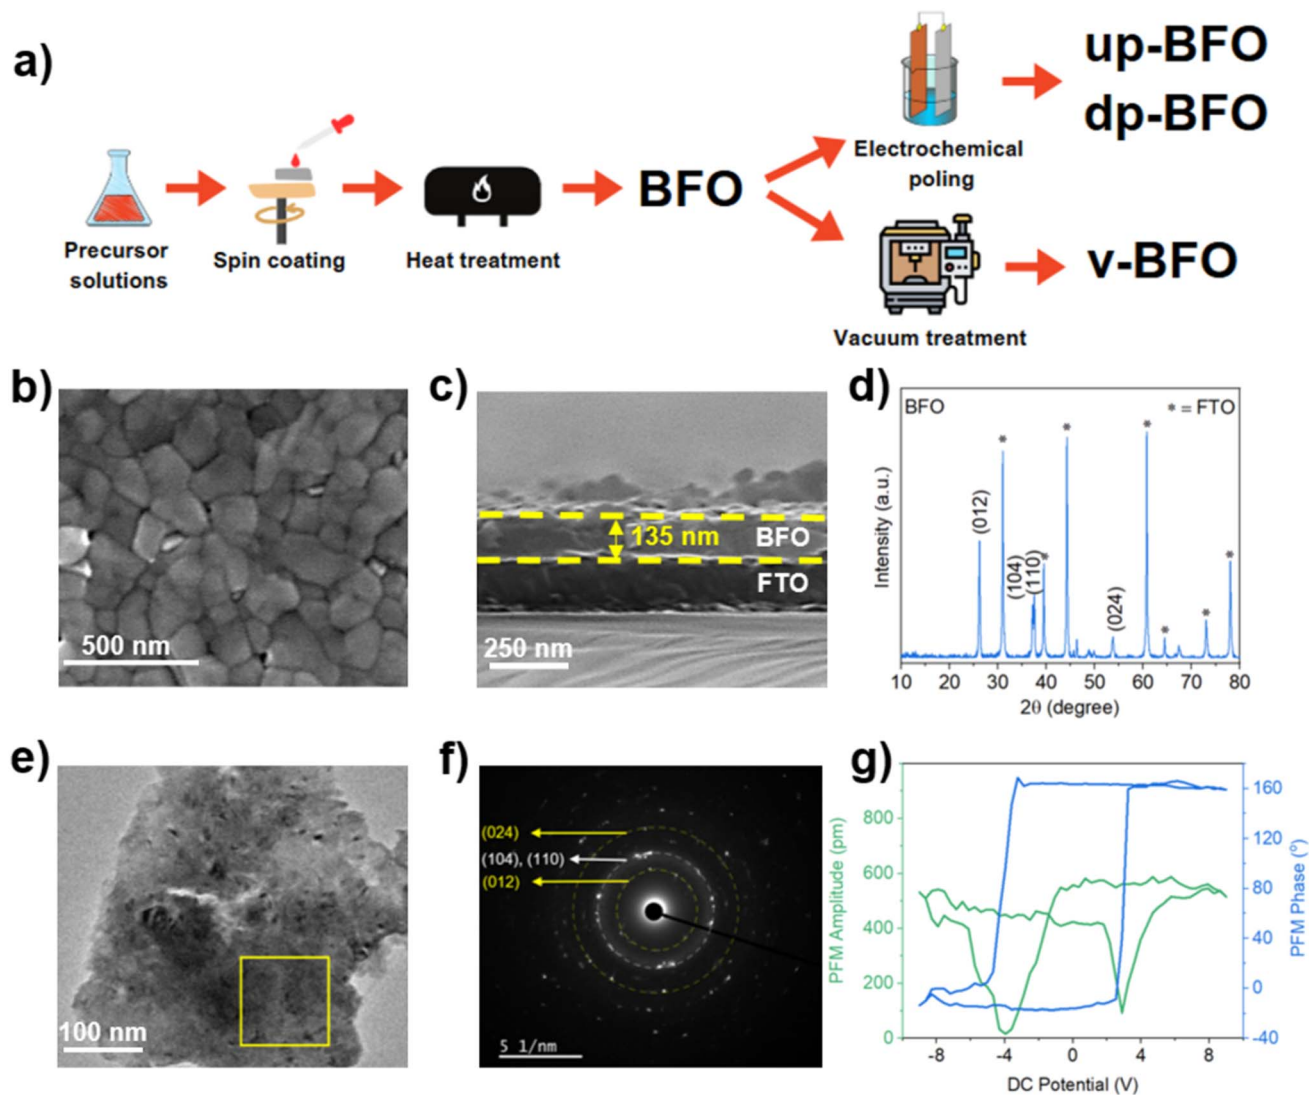 a)
Precursor
solutions
Spin coating
Heat treatment
BFO
Electrochemical
poling
up-BFO
dp-BFO
Vacuum treatment
v-BFO
b)
500 nm
c)
135 nm
BFO
FTO
250 nm
d)
BFO
* = FTO
Intensity (a.u.)
(012)
*
(104)
(110)
*
*
(024)
*
*
*
*
10 20 30 40 50 60 70 80
2θ (degree)
e)
100 nm
f)
(024)
(104), (110)
(012)
5 1/nm
g)
PFM Amplitude (pm)
800
600
400
200
0
160
120
80
40
0
-40
PFM Phase (°)
-8 -4 0 4 8
DC Potential (V)